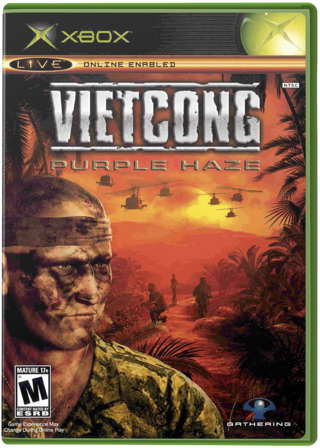 XBOX
LIVE ONLINE ENABLED
VIETCONG
NTSC
PURPLE HAZE
MATURE 17+
M
CONTENT RATED BY
ESRB
Game Experience May
Change During Online Play
GATHERING